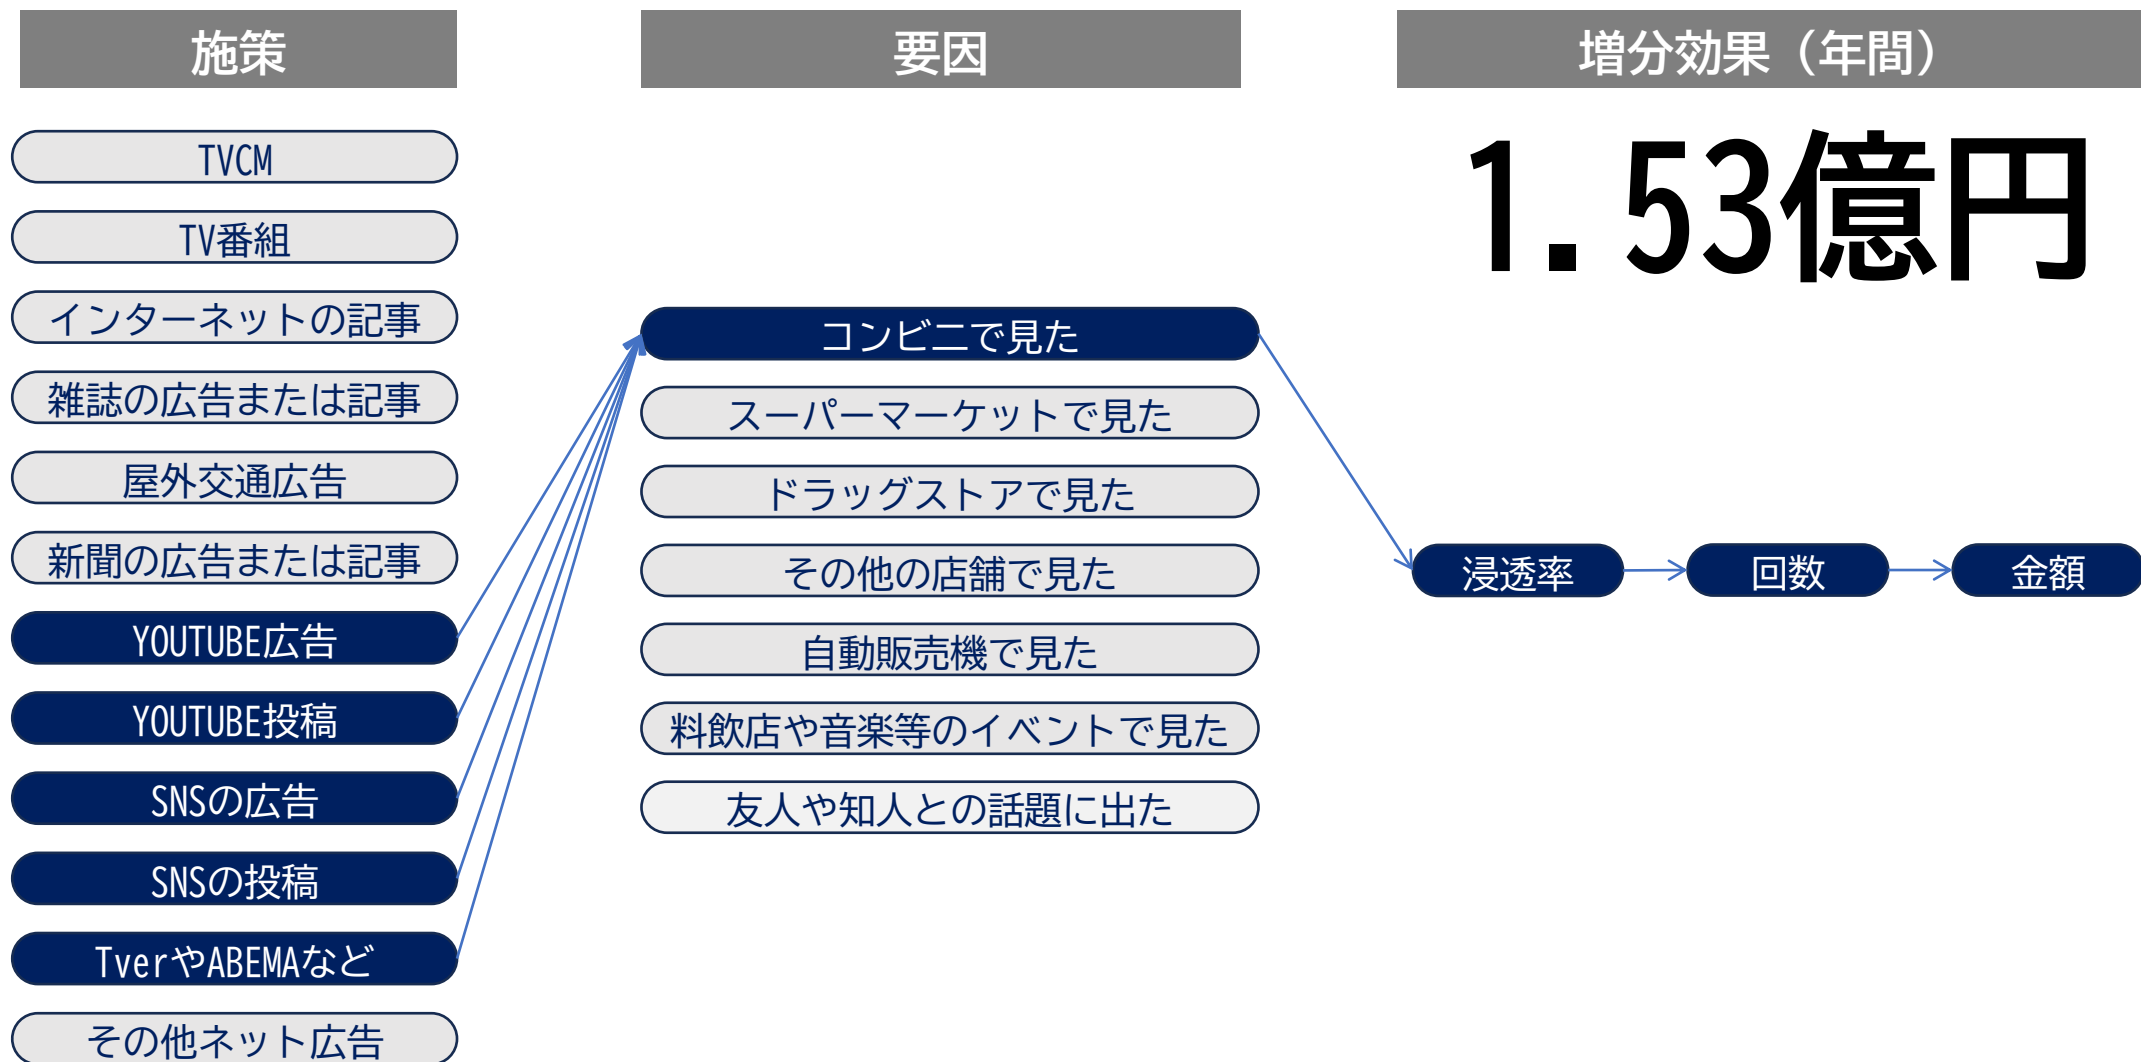 施策
要因
増分効果（年間）
TVCM
TV番組
インターネットの記事
雑誌の広告または記事
屋外交通広告
新聞の広告または記事
YOUTUBE広告
YOUTUBE投稿
SNSの広告
SNSの投稿
TverやABEMAなど
その他ネット広告
コンビニで見た
スーパーマーケットで見た
ドラッグストアで見た
その他の店舗で見た
自動販売機で見た
料飲店や音楽等のイベントで見た
友人や知人との話題に出た
1.53億円
浸透率
回数
金額